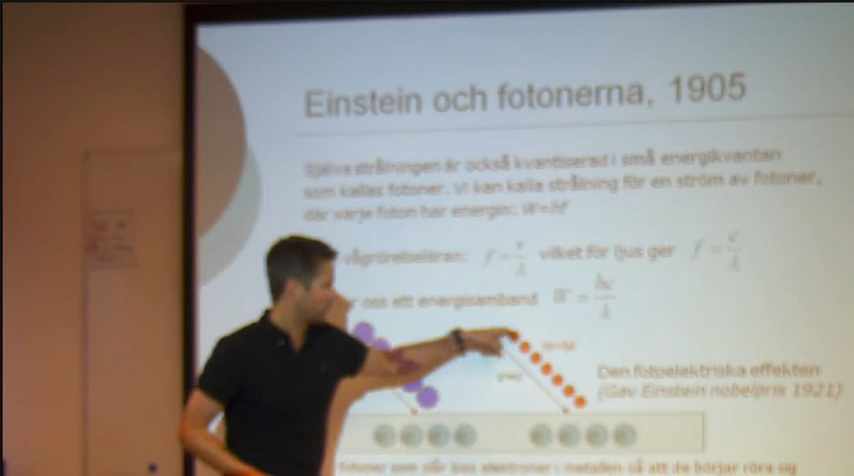 Einstein och fotonerna, 1905
Själva strålningen är också kvantiserad i små energikvantan
som kallas fotoner. Vi kan kalla strålning för en ström av fotoner,
där varje foton har energin: W=hf
vågrörelseläran: f = v/λ vilket för ljus ger f = c/λ
r oss ett energisamband W = hc/λ
Den fotoelektriska effekten
(Gav Einstein nobelpris 1921)
Fotoner som slår loss elektroner i metallen så att de börjar röra sig